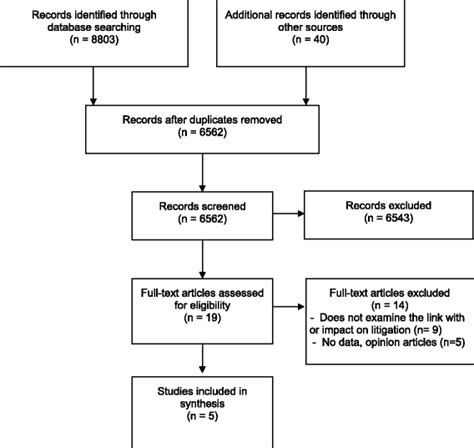 Records identified through
database searching
(n = 8803)
Additional records identified through
other sources
(n = 40)
Records after duplicates removed
(n = 6562)
Records screened
(n = 6562)
Records excluded
(n = 6543)
Full-text articles assessed
for eligibility
(n = 19)
Full-text articles excluded
(n = 14)
- Does not examine the link with
or impact on litigation (n= 9)
- No data, opinion articles (n=5)
Studies included in
synthesis
(n = 5)